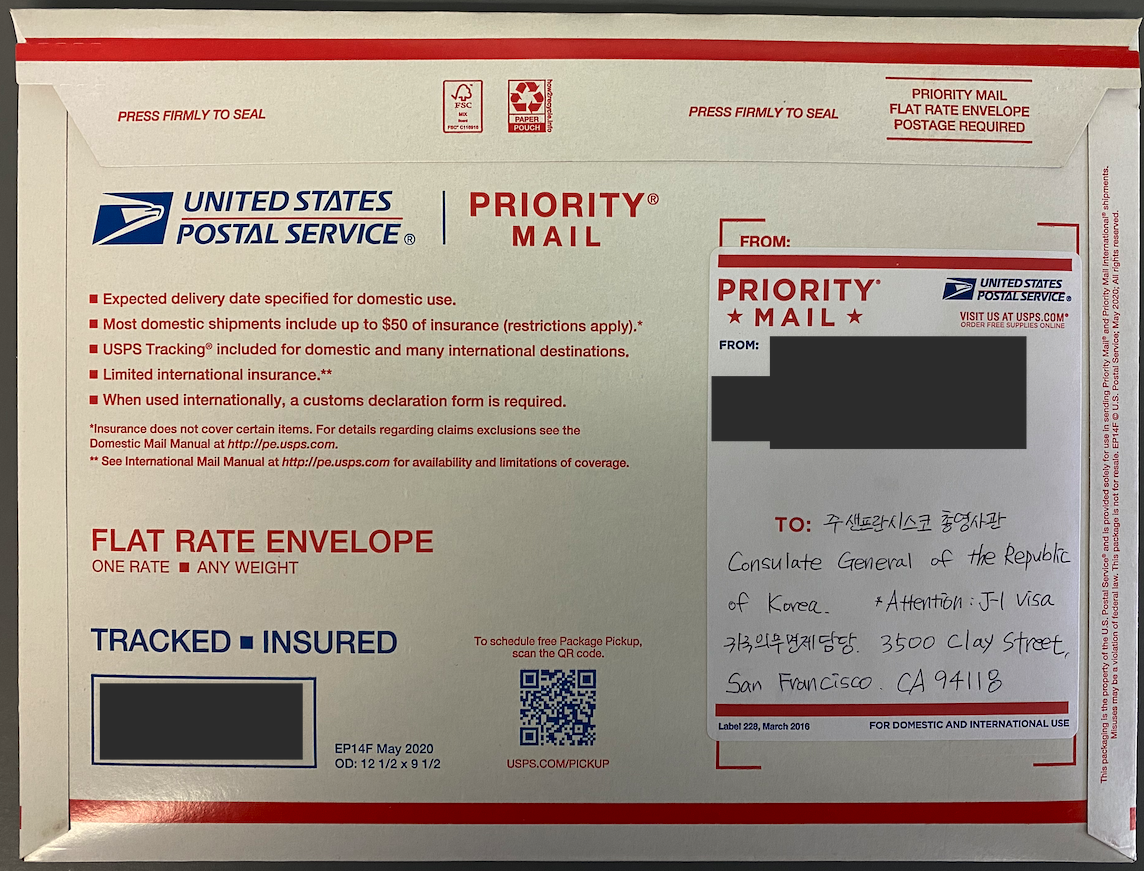 PRESS FIRMLY TO SEAL
FSC
MIX
Board
FSC® C116916
PAPER
POUCH
how2recycle.info
PRESS FIRMLY TO SEAL
PRIORITY MAIL
FLAT RATE ENVELOPE
POSTAGE REQUIRED
UNITED STATES
POSTAL SERVICE®
PRIORITY®
MAIL
■ Expected delivery date specified for domestic use.
■ Most domestic shipments include up to $50 of insurance (restrictions apply).*
■ USPS Tracking® included for domestic and many international destinations.
■ Limited international insurance.**
■ When used internationally, a customs declaration form is required.
*Insurance does not cover certain items. For details regarding claims exclusions see the
Domestic Mail Manual at http://pe.usps.com.
** See International Mail Manual at http://pe.usps.com for availability and limitations of coverage.
FLAT RATE ENVELOPE
ONE RATE ■ ANY WEIGHT
TRACKED ■ INSURED
EP14F May 2020
OD: 12 1/2 x 9 1/2
To schedule free Package Pickup,
scan the QR code.
USPS.COM/PICKUP
FROM:
PRIORITY®
★ MAIL ★
UNITED STATES
POSTAL SERVICE®
VISIT US AT USPS.COM®
ORDER FREE SUPPLIES ONLINE
FROM:
TO: 주샌프란시스코 총영사관
Consulate General of the Republic
of Korea. *Attention: J-1 visa
귀국의무면제 담당. 3500 Clay Street,
San Francisco. CA 94118
Label 228, March 2016
FOR DOMESTIC AND INTERNATIONAL USE
This packaging is the property of the U.S. Postal Service® and is provided solely for use in sending Priority Mail® and Priority Mail International® shipments.
Misuses may be a violation of federal law. This package is not for resale. EP14F © U.S. Postal Service; May 2020; All rights reserved.